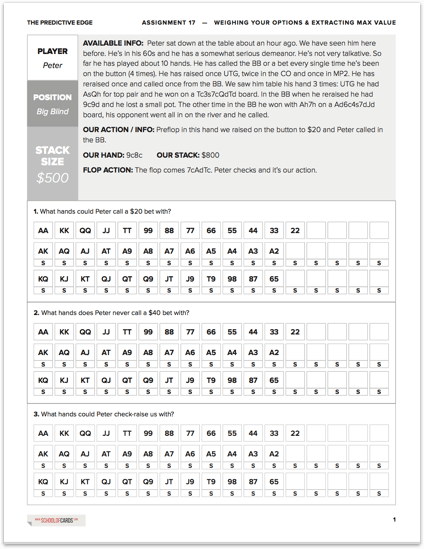 THE PREDICTIVE EDGE
ASSIGNMENT 17 — WEIGHING YOUR OPTIONS & EXTRACTING MAX VALUE
PLAYER
Peter
POSITION
Big Blind
STACK
SIZE
$500
AVAILABLE INFO: Peter sat down at the table about an hour ago. We have seen him here
before. He's in his 60s and he has a somewhat serious demeanor. He's not very talkative. So
far he has played about 10 hands. He has called the BB or a bet every single time he's been
on the button (4 times). He has raised once UTG, twice in the CO and once in MP2. He has
reraised once and called once from the BB. We saw him table his hand 3 times: UTG he had
AsQh for top pair and he won on a Tc3s7cQdTd board. In the BB when he reraised he had
9c9d and he lost a small pot. The other time in the BB he won with Ah7h on a Ad6c4s7dJd
board, his opponent went all in on the river and he called.
OUR ACTION / INFO: Preflop in this hand we raised on the button to $20 and Peter called in
the BB.
OUR HAND: 9c8c OUR STACK: $800
FLOP ACTION: The flop comes 7cAdTc. Peter checks and it's our action.
1. What hands could Peter call a $20 bet with?
AA KK QQ JJ TT 99 88 77 66 55 44 33 22
AK AQ AJ AT A9 A8 A7 A6 A5 A4 A3 A2
S S S S S S S S S S S S S S S S S
KQ KJ KT QJ QT Q9 JT J9 T9 98 87 65
S S S S S S S S S S S S S S S S S
2. What hands does Peter never call a $40 bet with?
AA KK QQ JJ TT 99 88 77 66 55 44 33 22
AK AQ AJ AT A9 A8 A7 A6 A5 A4 A3 A2
S S S S S S S S S S S S S S S S S
KQ KJ KT QJ QT Q9 JT J9 T9 98 87 65
S S S S S S S S S S S S S S S S S
3. What hands could Peter check-raise us with?
AA KK QQ JJ TT 99 88 77 66 55 44 33 22
AK AQ AJ AT A9 A8 A7 A6 A5 A4 A3 A2
S S S S S S S S S S S S S S S S S
KQ KJ KT QJ QT Q9 JT J9 T9 98 87 65
S S S S S S S S S S S S S S S S S
SCHOOLOFCARDS
1